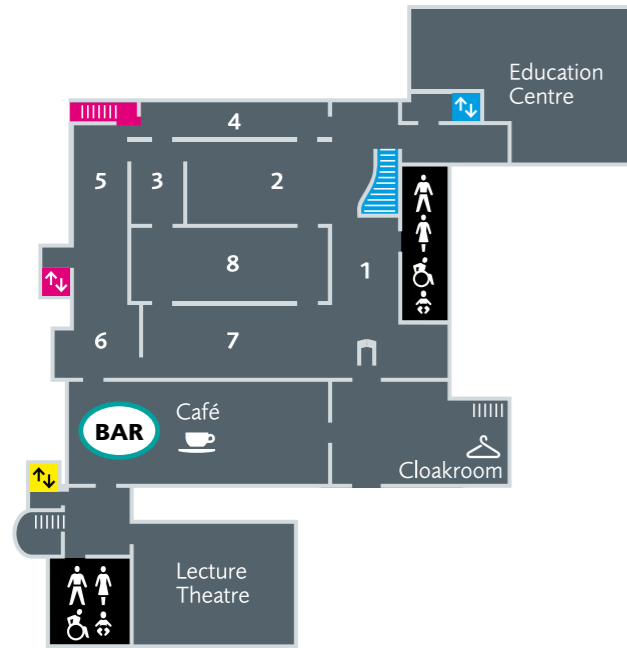 Education
Centre
4
5
3
2
8
1
6
7
BAR
Café
Cloakroom
Lecture
Theatre